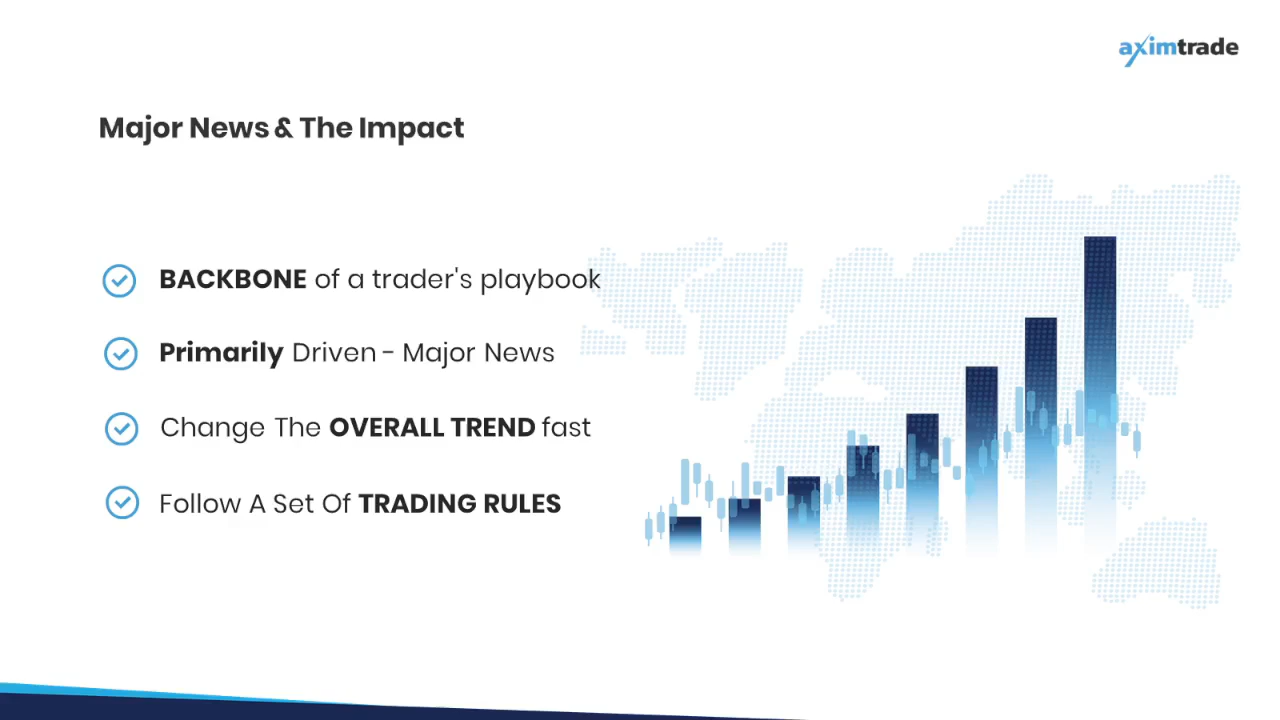 aximtrade
Major News & The Impact
BACKBONE of a trader's playbook
Primarily Driven - Major News
Change The OVERALL TREND fast
Follow A Set Of TRADING RULES